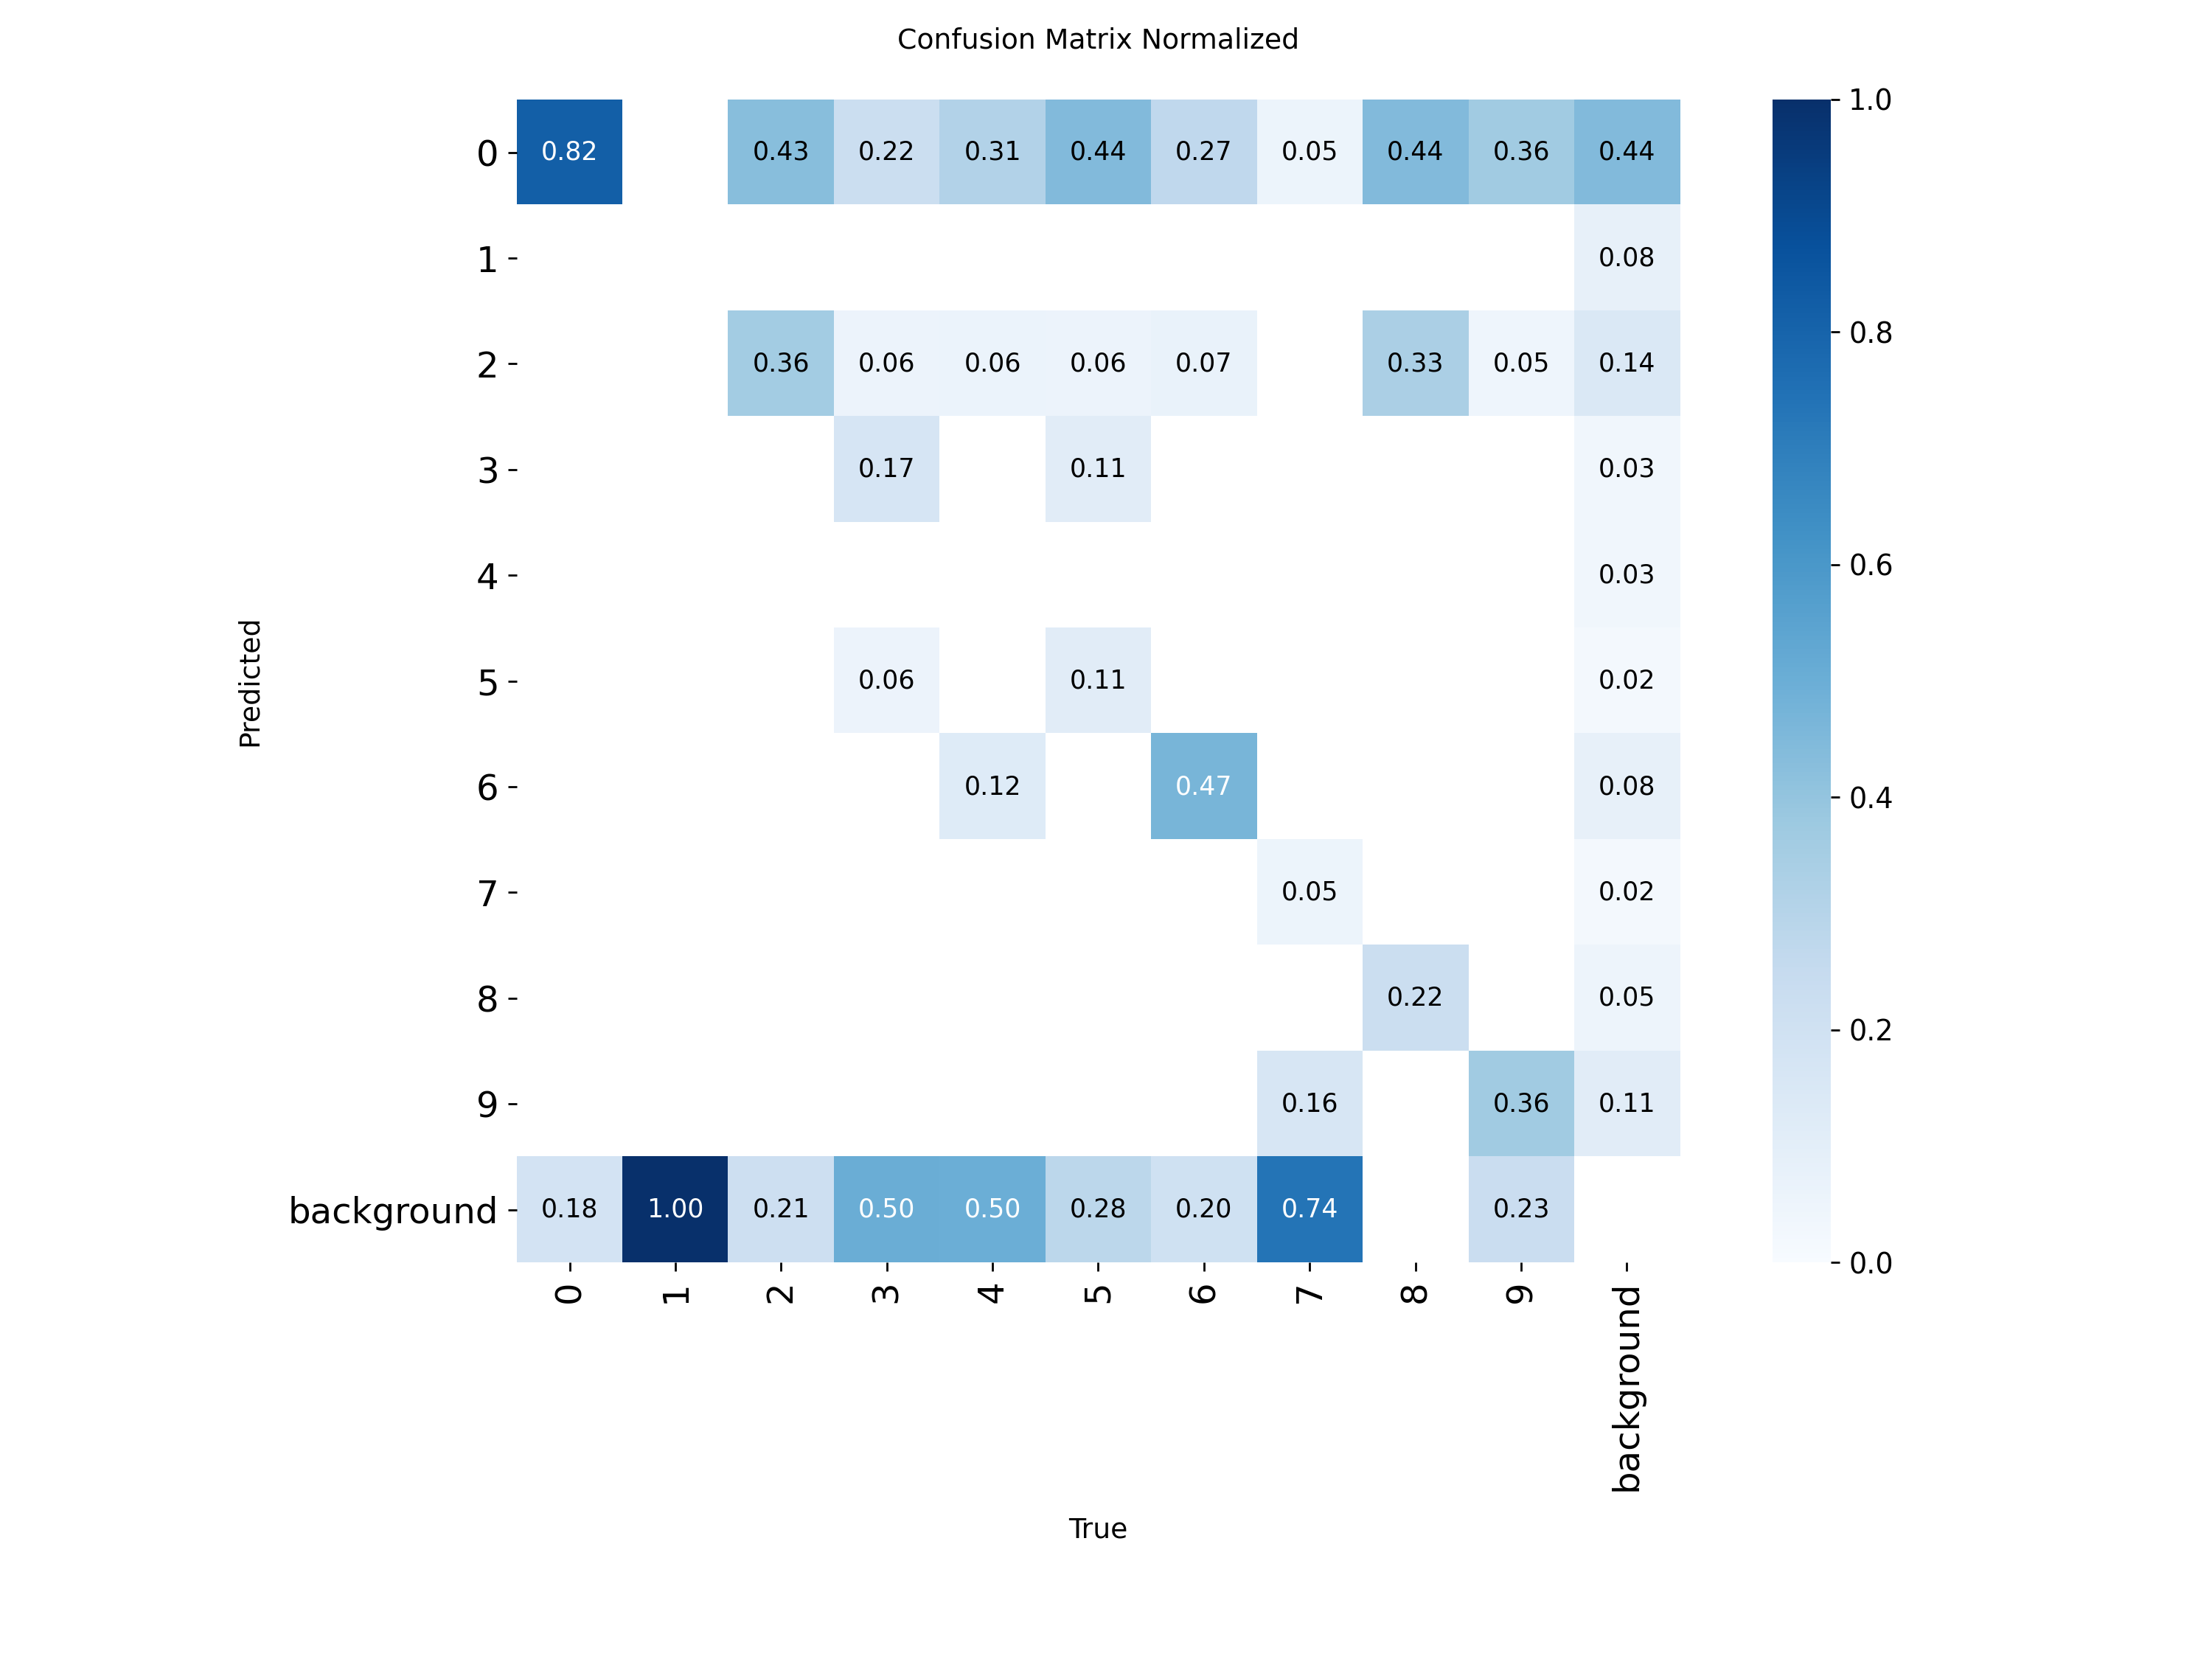 Confusion Matrix Normalized
0 0.82 0.43 0.22 0.31 0.44 0.27 0.05 0.44 0.36 0.44
1 0.08
2 0.36 0.06 0.06 0.06 0.07 0.33 0.05 0.14
3 0.17 0.11 0.03
4 0.03
5 0.06 0.11 0.02
6 0.12 0.47 0.08
7 0.05 0.02
8 0.22 0.05
9 0.16 0.36 0.11
background 0.18 1.00 0.21 0.50 0.50 0.28 0.20 0.74 0.23
0 1 2 3 4 5 6 7 8 9 background
Predicted
True
1.0
0.8
0.6
0.4
0.2
0.0